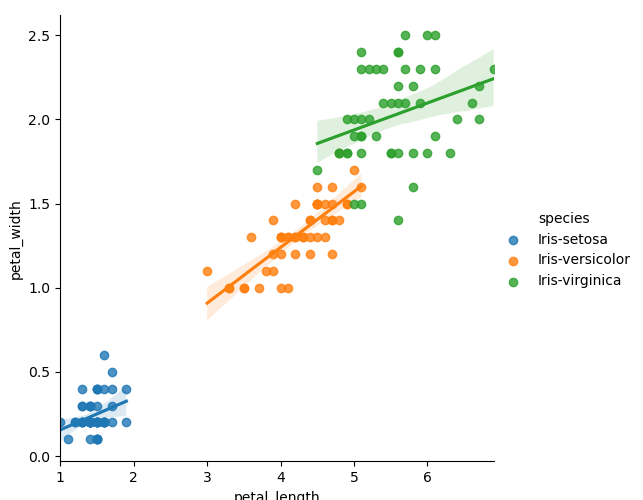 2.5
2.0
1.5
1.0
0.5
0.0
petal_width
1 2 3 4 5 6
petal_length
species
Iris-setosa
Iris-versicolor
Iris-virginica